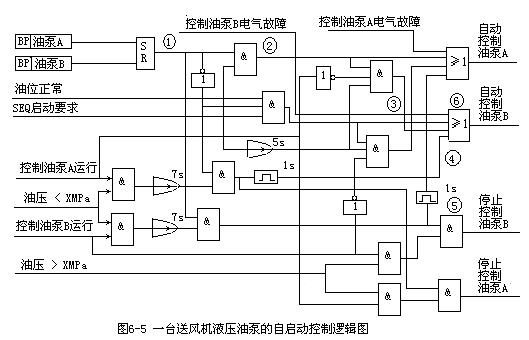 控制油泵B电气故障
控制油泵A电气故障
BP 油泵A
BP 油泵B
S
R
①
②
&
1
≥1
自动
控制
油泵A
油位正常
SEQ启动要求
&
1
&
③
⑥
≥1
自动
控制
油泵B
5s
&
④
控制油泵A运行
油压 < XMPa
&
7s
&
1s
1s
1
控制油泵B运行
&
7s
&
⑤
&
停止
控制
油泵B
油压 > XMPa
&
&
&
停止
控制
油泵A
图6-5 一台送风机液压油泵的自启动控制逻辑图